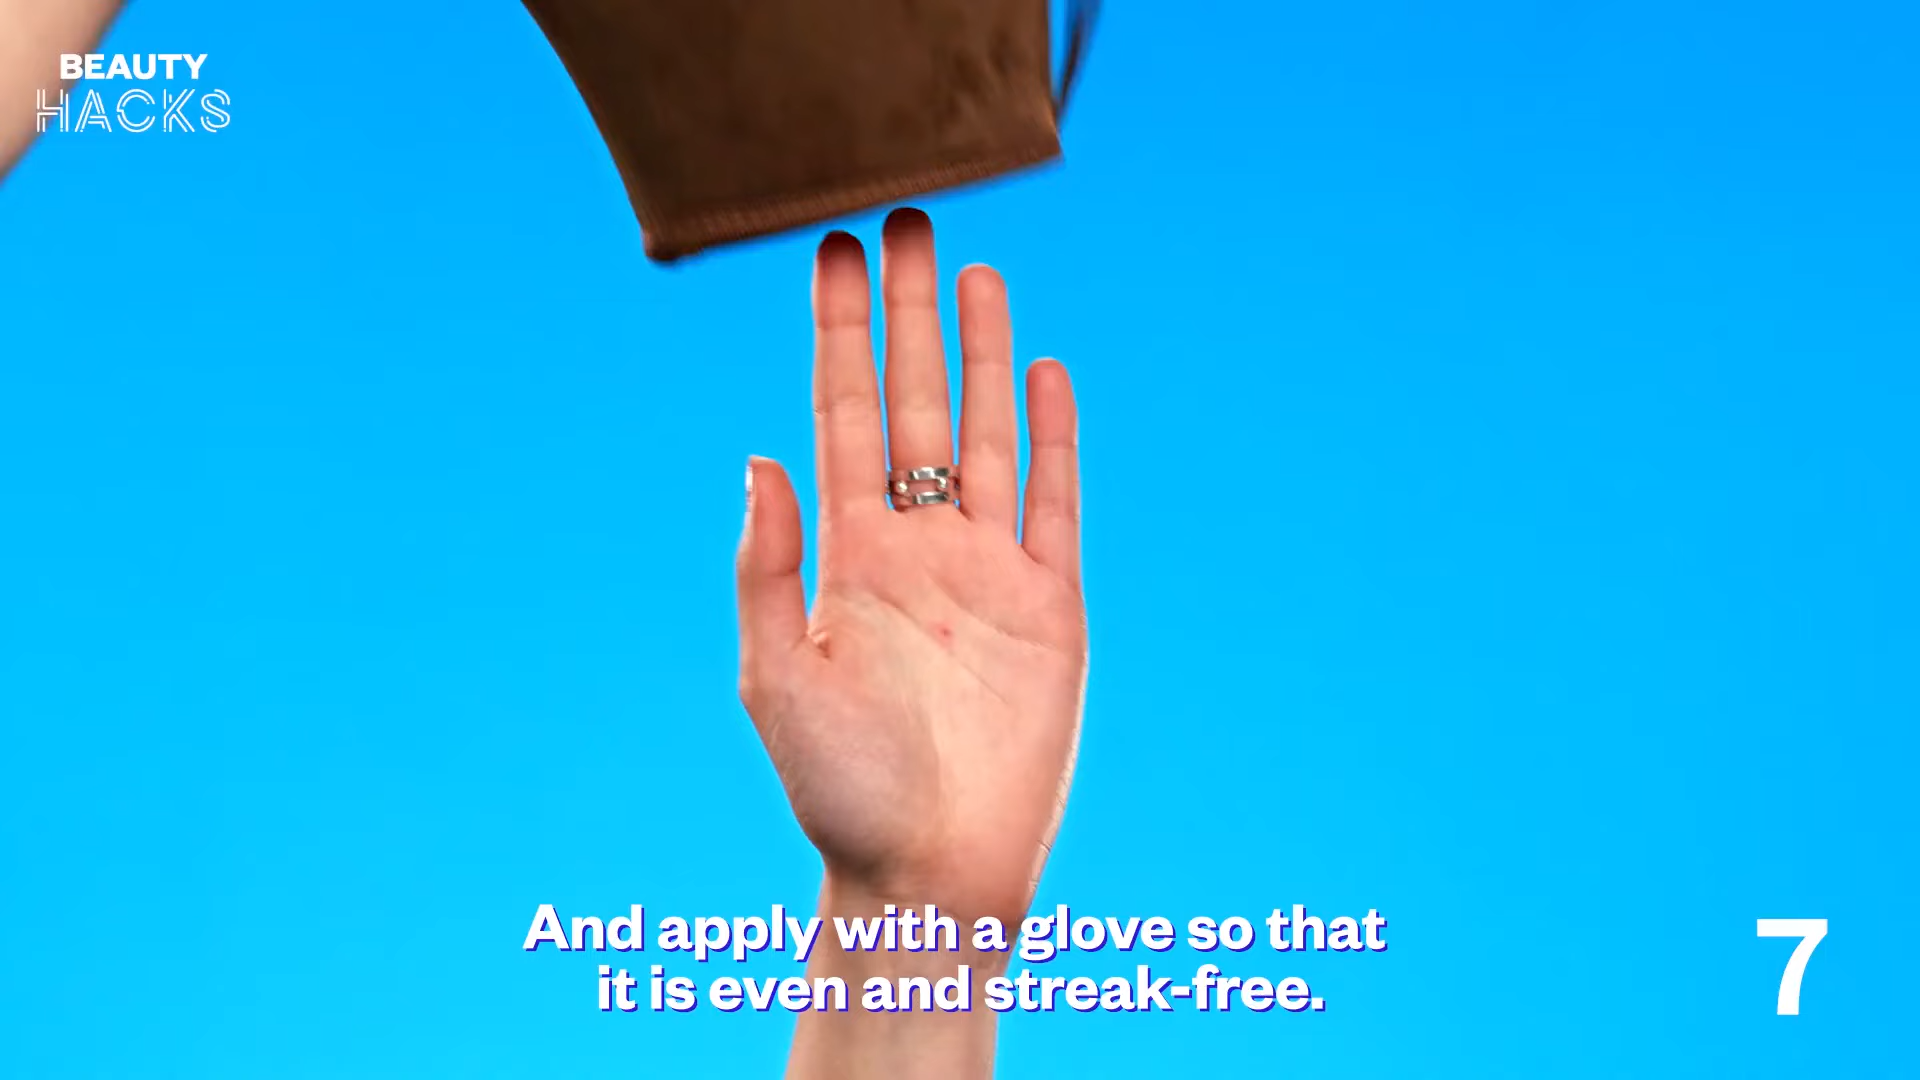 BEAUTY
HACKS
And apply with a glove so that
it is even and streak-free.
7